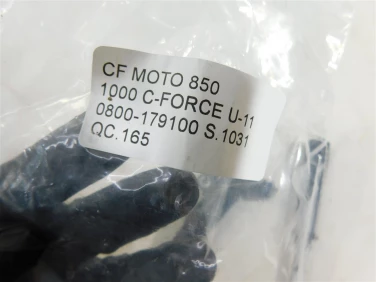 CF MOTO 850
1000 C-FORCE U-11
0800-179100 S.1031
QC.165